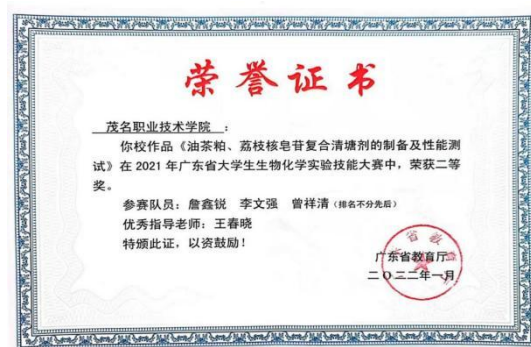 荣誉证书
茂名职业技术学院 :
你校作品《油茶粕、荔枝核皂苷复合清塘剂的制备及性能测
试》在 2021 年广东省大学生生物化学实验技能大赛中，荣获二等
奖。
参赛队员：詹鑫锐 李文强 曾祥清（排名不分先后）
优秀指导老师：王春晓
特颁此证，以资鼓励！
广东省教育厅
二〇二二年一月